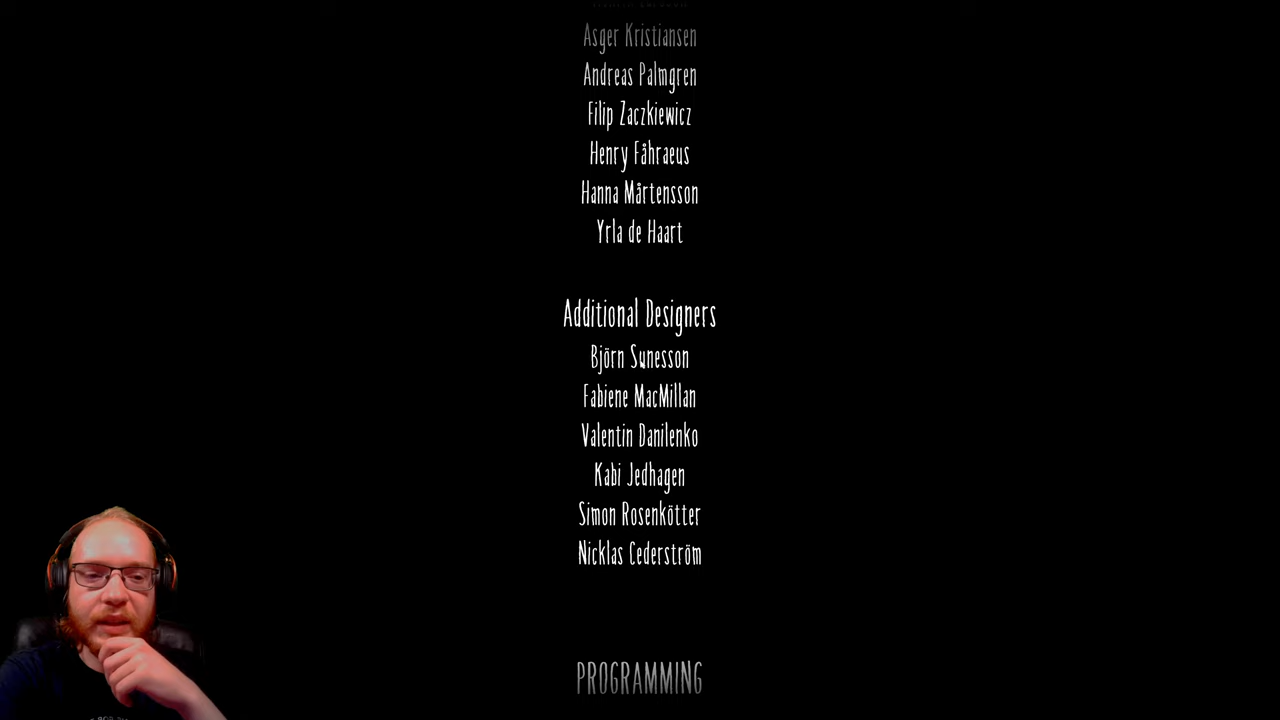 Asger Kristiansen
Andreas Palmgren
Filip Zaczkiewicz
Henry Fåhraeus
Hanna Mårtensson
Yrla de Haart
Additional Designers
Björn Sunesson
Fabiene MacMillan
Valentin Danilenko
Kabi Jedhagen
Simon Rosenkötter
Nicklas Cederström
PROGRAMMING